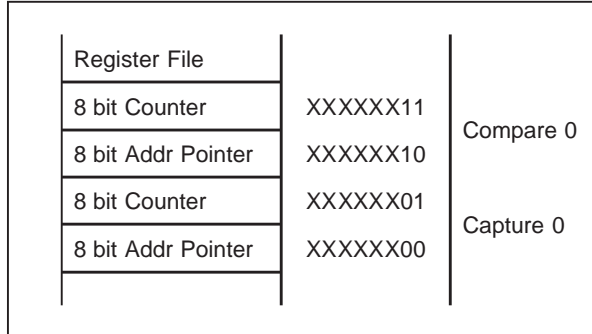 Register File
8 bit Counter XXXXXX11
Compare 0
8 bit Addr Pointer XXXXXX10
8 bit Counter XXXXXX01
Capture 0
8 bit Addr Pointer XXXXXX00